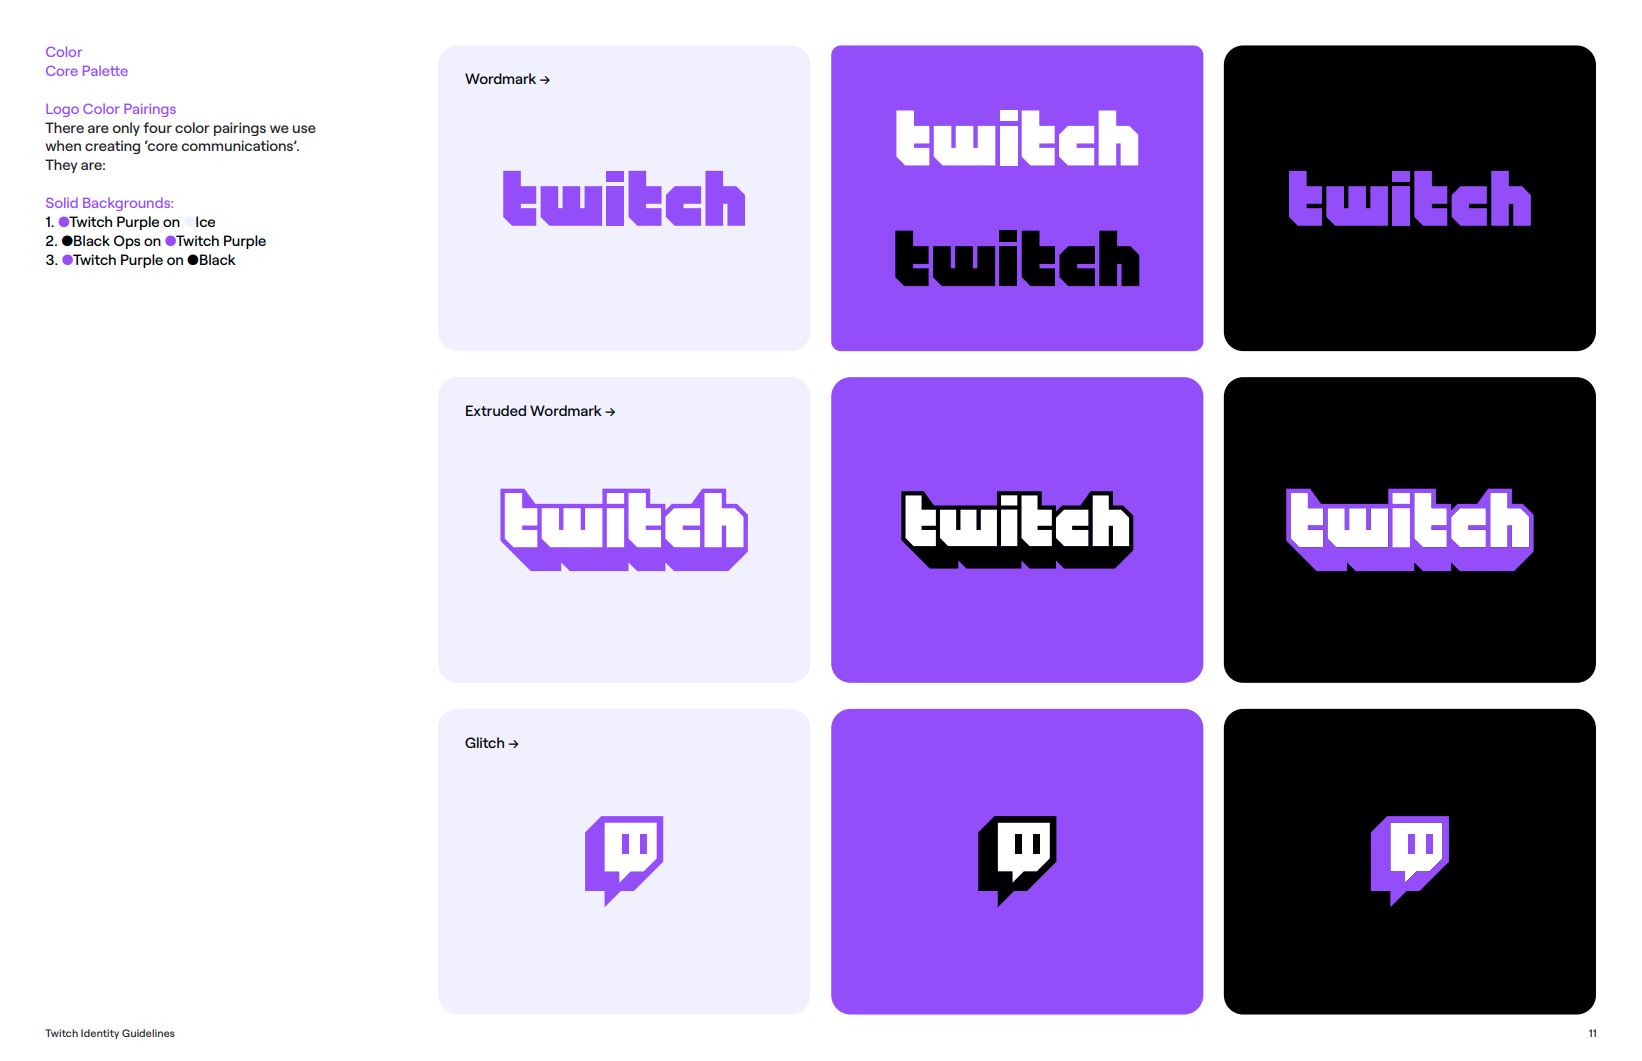 Color
Core Palette
Logo Color Pairings
There are only four color pairings we use
when creating ‘core communications’.
They are:
Solid Backgrounds:
1. Twitch Purple on Ice
2. Black Ops on Twitch Purple
3. Twitch Purple on Black
Wordmark →
twitch
twitch
twitch
twitch
Extruded Wordmark →
twitch
twitch
twitch
Glitch →
Twitch Identity Guidelines
11